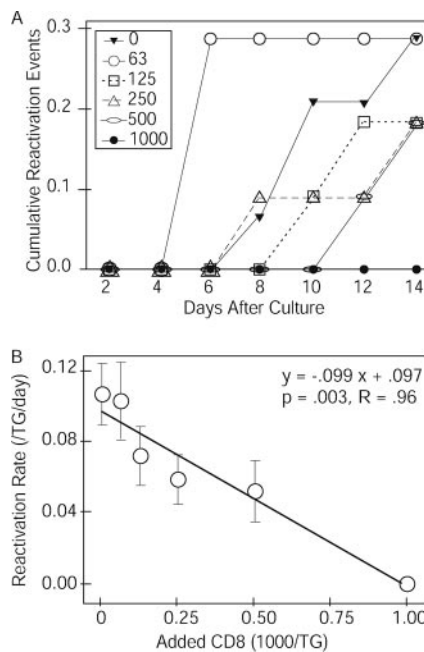 A
0.3
0.2
0.1
0.0
Cumulative Reactivation Events
0
63
125
250
500
1000
2 4 6 8 10 12 14
Days After Culture
B
0.12
0.08
0.04
0.00
Reactivation Rate (/TG/day)
y = -.099 x + .097
p = .003, R = .96
0 0.25 0.50 0.75 1.00
Added CD8 (1000/TG)